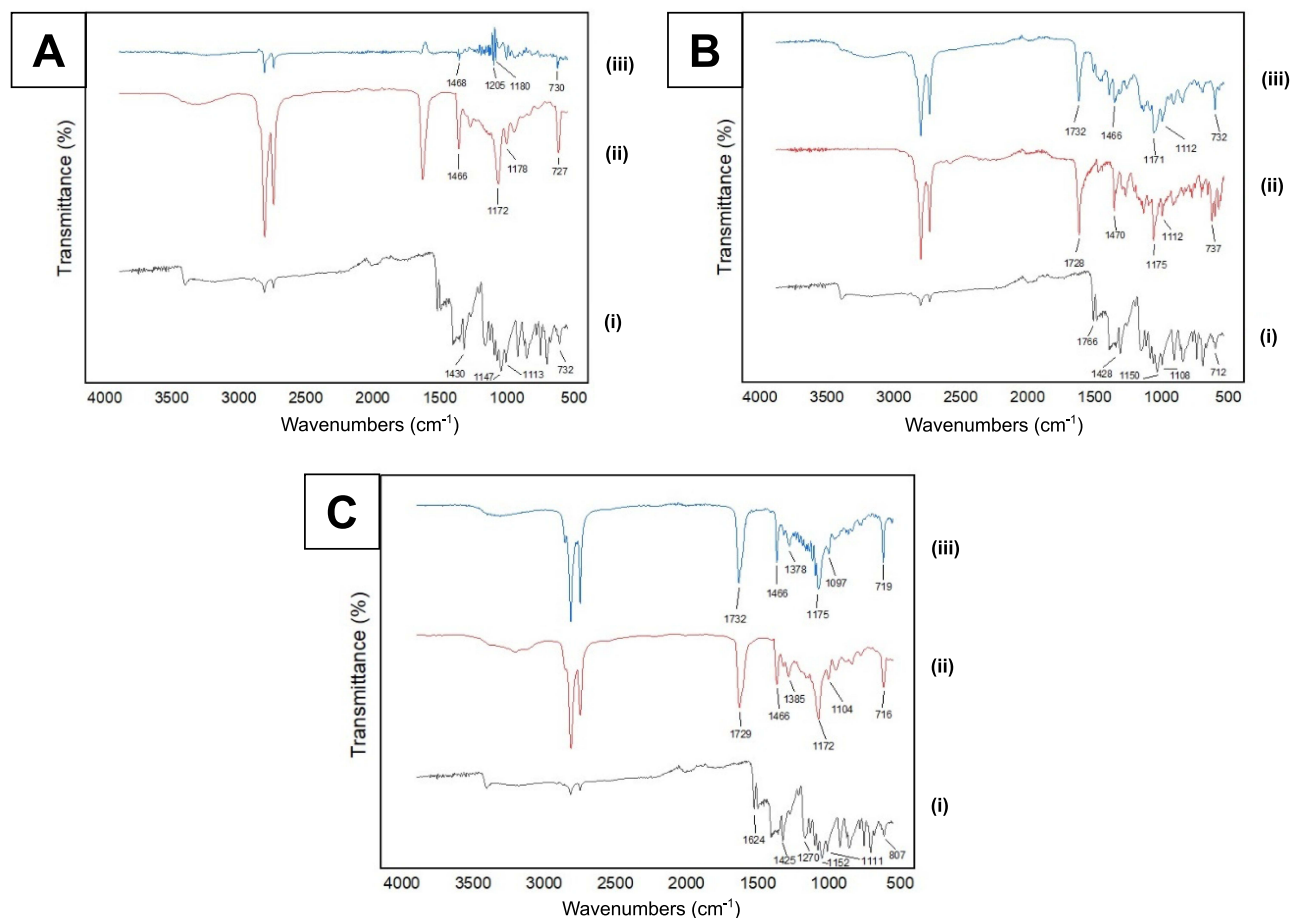 A
(iii)
1468
1205
1180
730
(ii)
1466
1178
727
1172
(i)
1430
1147
1113
732
Transmittance (%)
4000 3500 3000 2500 2000 1500 1000 500
Wavenumbers (cm⁻¹)
B
(iii)
1732
1466
1171
1112
732
(ii)
1728
1470
1175
1112
737
(i)
1766
1428
1150
1108
712
Transmittance (%)
4000 3500 3000 2500 2000 1500 1000 500
Wavenumbers (cm⁻¹)
C
(iii)
1732
1466
1378
1175
1097
719
(ii)
1729
1466
1385
1172
1104
716
(i)
1624
1425
1270
1152
1111
807
Transmittance (%)
4000 3500 3000 2500 2000 1500 1000 500
Wavenumbers (cm⁻¹)